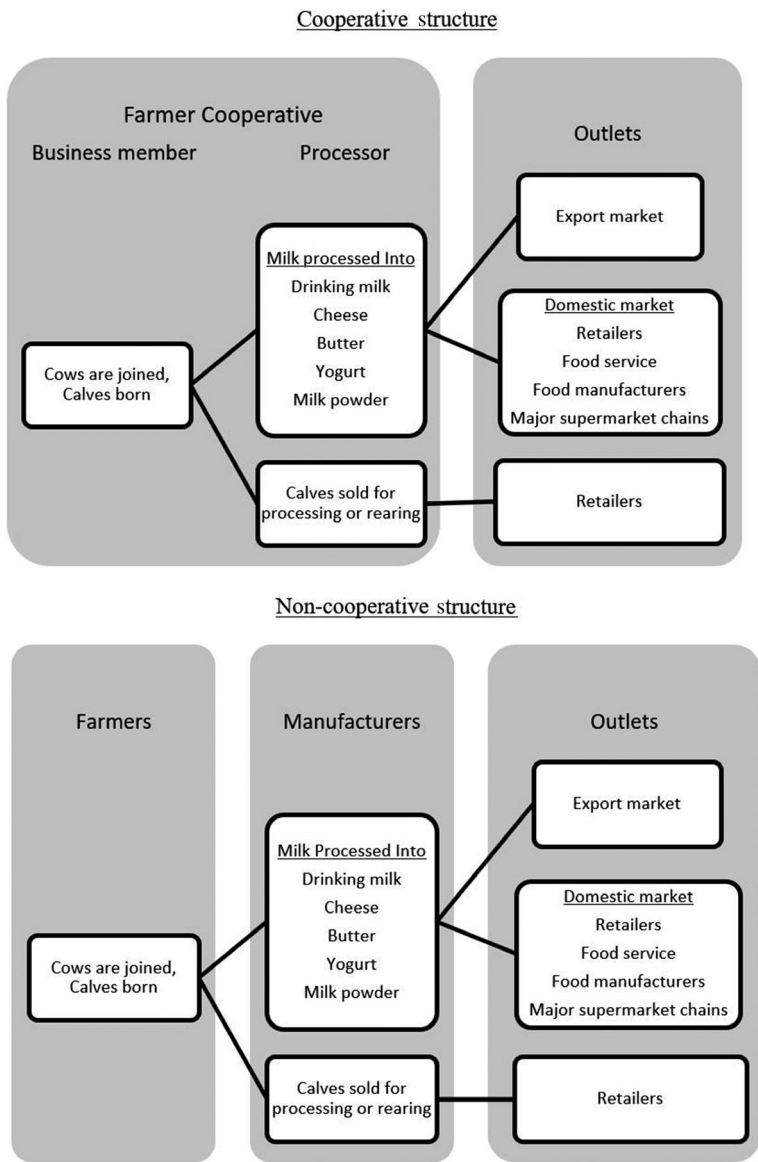 Cooperative structure
Farmer Cooperative
Business member
Processor
Outlets
Cows are joined,
Calves born
Milk processed Into
Drinking milk
Cheese
Butter
Yogurt
Milk powder
Calves sold for
processing or rearing
Export market
Domestic market
Retailers
Food service
Food manufacturers
Major supermarket chains
Retailers
Non-cooperative structure
Farmers
Manufacturers
Outlets
Cows are joined,
Calves born
Milk Processed Into
Drinking milk
Cheese
Butter
Yogurt
Milk powder
Calves sold for
processing or rearing
Export market
Domestic market
Retailers
Food service
Food manufacturers
Major supermarket chains
Retailers